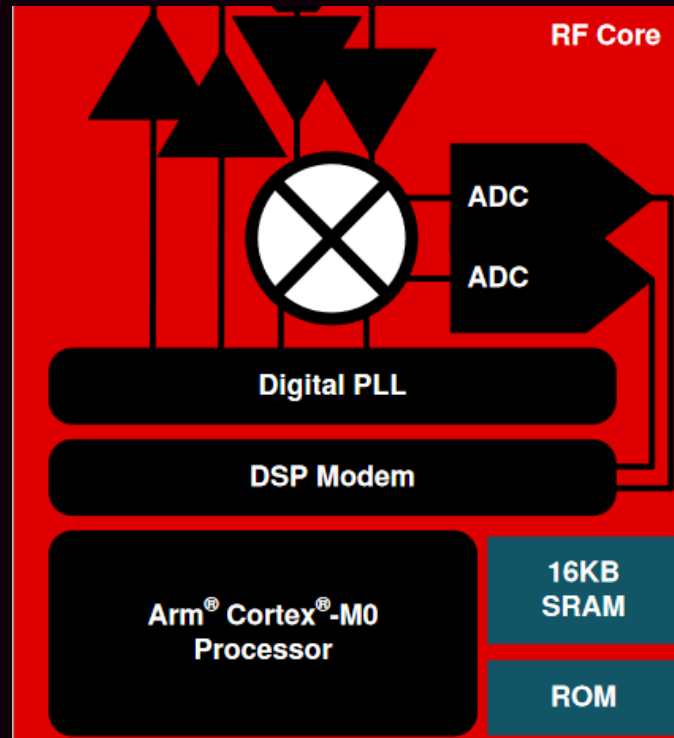 RF Core
ADC
ADC
Digital PLL
DSP Modem
Arm® Cortex®-M0
Processor
16KB
SRAM
ROM